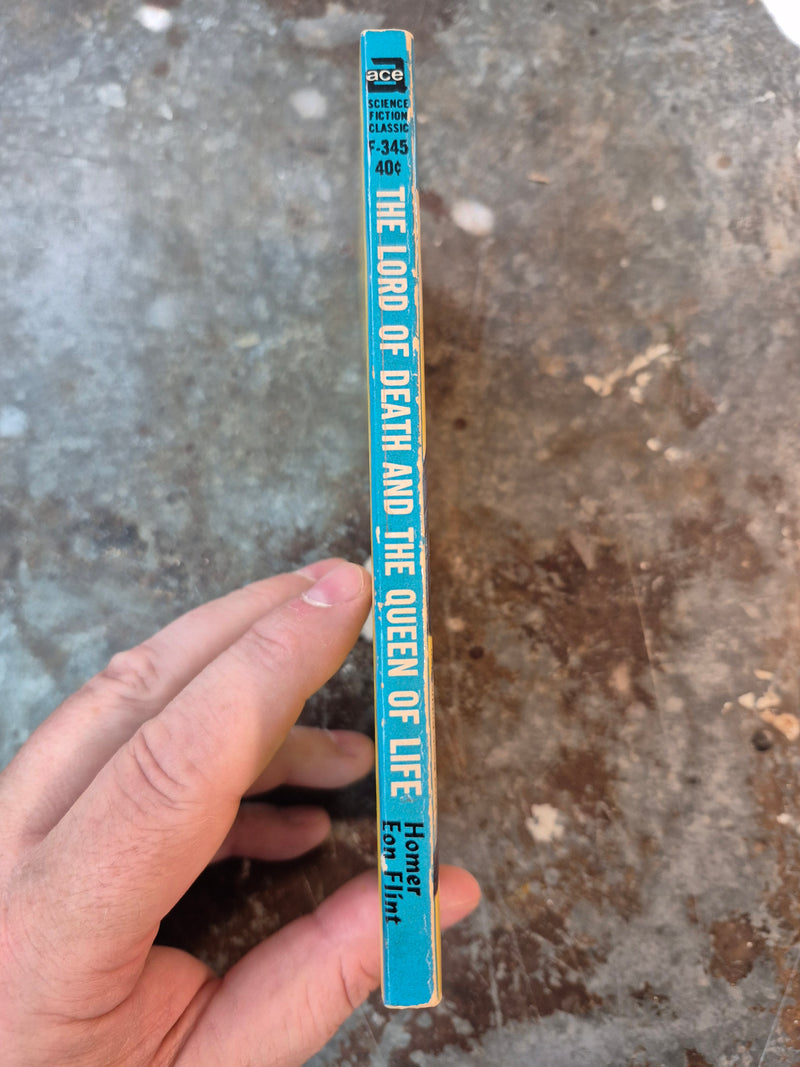 ace
SCIENCE
FICTION
CLASSIC
F-345
40¢
THE LORD OF DEATH AND THE QUEEN OF LIFE
Homer
Eon Flint